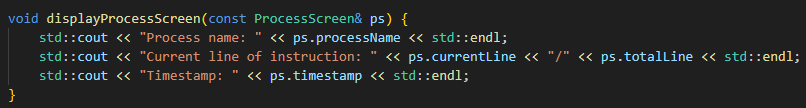 void displayProcessScreen(const ProcessScreen& ps) {
    std::cout << "Process name: " << ps.processName << std::endl;
    std::cout << "Current line of instruction: " << ps.currentLine << "/" << ps.totalLine << std::endl;
    std::cout << "Timestamp: " << ps.timestamp << std::endl;
}